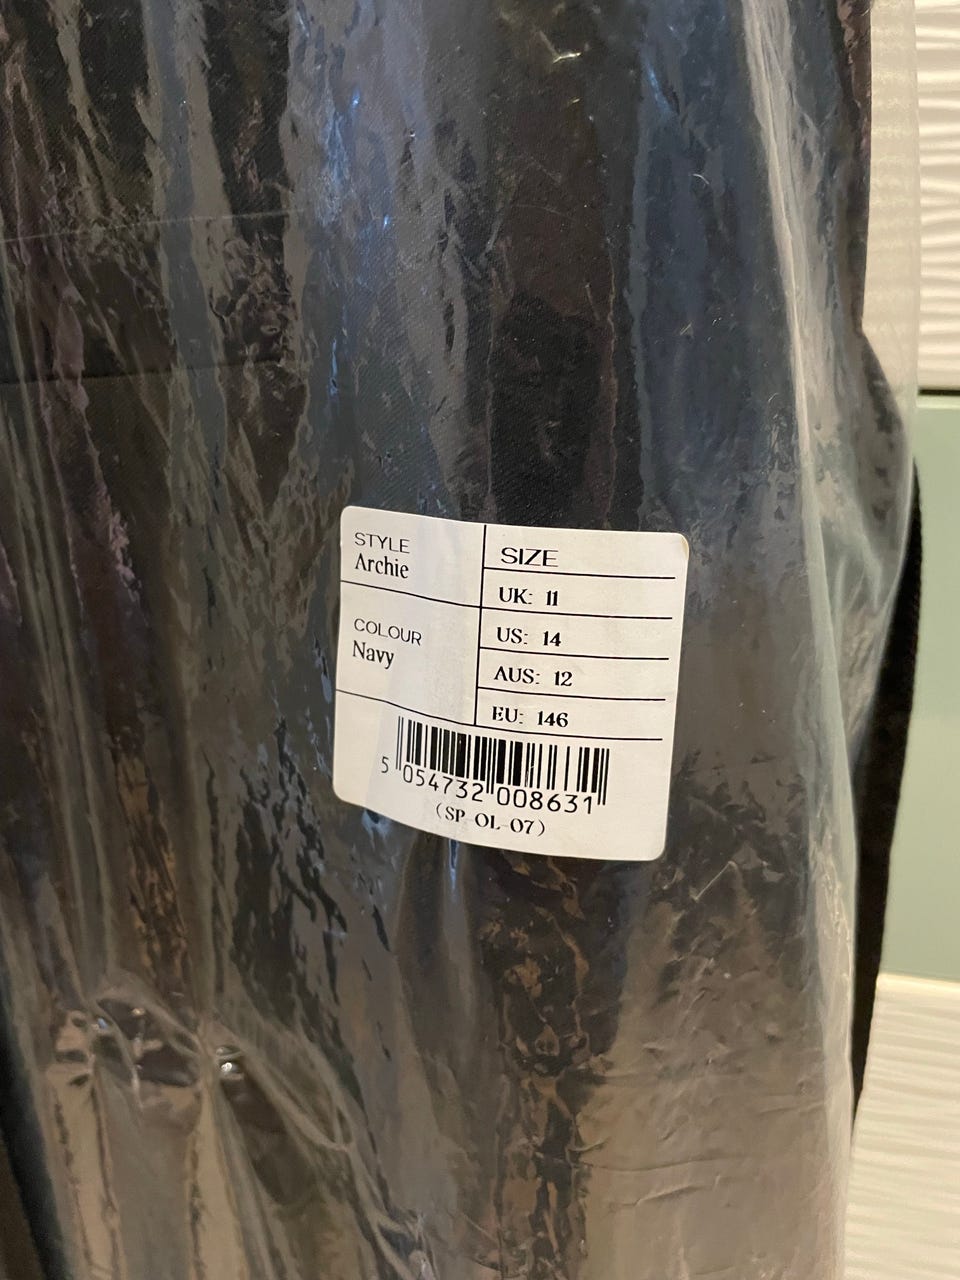 STYLE
Archie
COLOUR
Navy
SIZE
UK: 11
US: 14
AUS: 12
EU: 146
5 054732 008631
(SP-OL-07)